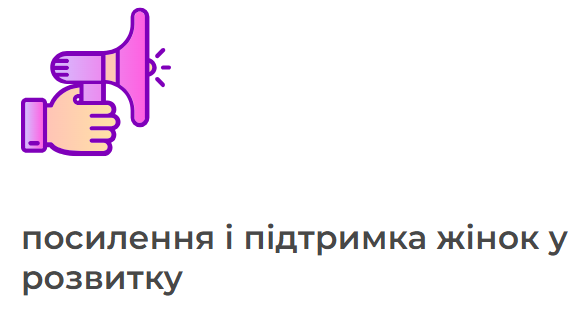 посилення і підтримка жінок у
розвитку